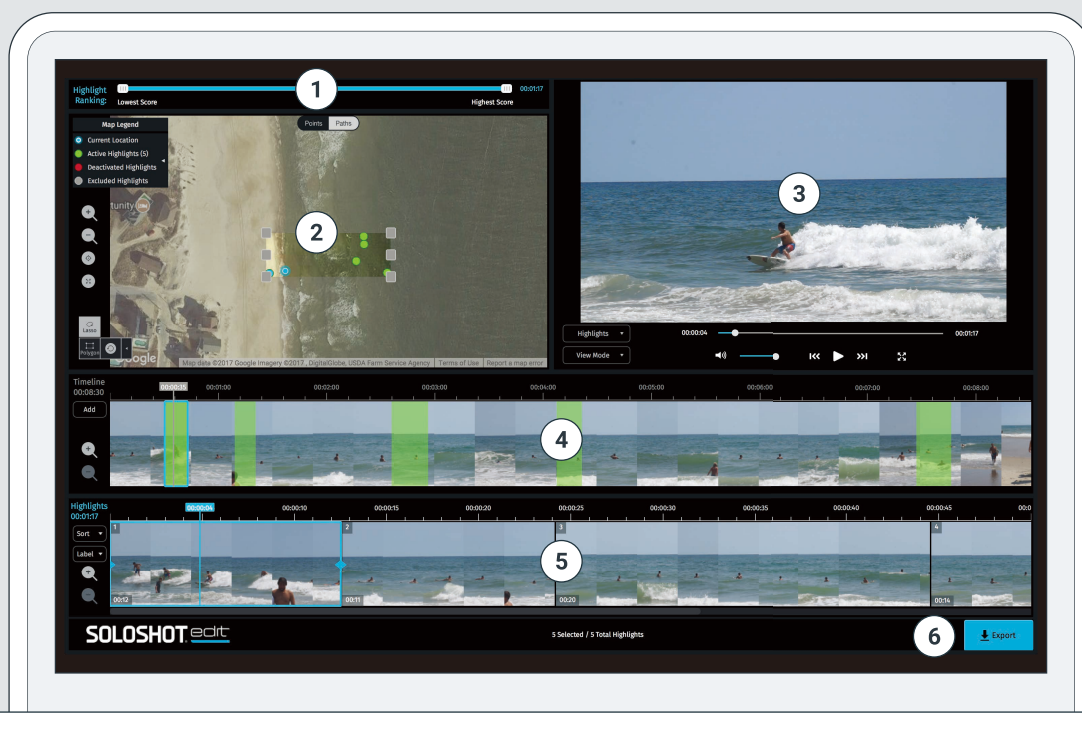 Highlight
Ranking:
Lowest Score
Highest Score
00:01:17
1
Map Legend
Current Location
Active Highlights (5)
Deactivated Highlights
Excluded Highlights
Points
Paths
2
Lasso
Polygon
Google
Map data ©2017 Google Imagery ©2017 , DigitalGlobe, USDA Farm Service Agency
Terms of Use
Report a map error
3
Highlights
View Mode
00:00:04
00:01:17
Timeline
00:08:30
Add
00:00:35
00:01:00
00:02:00
00:03:00
00:04:00
00:05:00
00:06:00
00:07:00
00:08:00
4
Highlights
00:01:17
Sort
Label
00:00:04
00:00:10
00:00:15
00:00:20
00:00:25
00:00:30
00:00:35
00:00:40
00:00:45
1
2
3
4
5
00:12
00:11
00:20
00:14
SOLOSHOT edit
5 Selected / 5 Total Highlights
6
Export